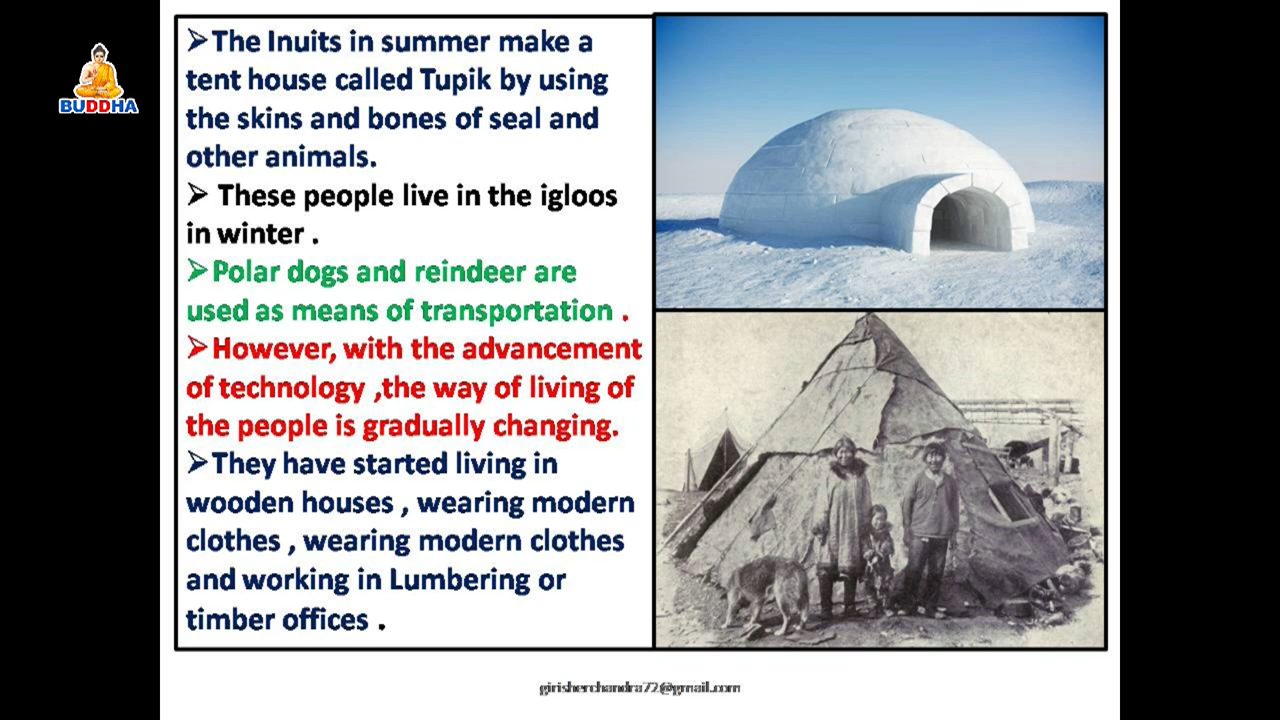 BUDDHA
➢The Inuits in summer make a
tent house called Tupik by using
the skins and bones of seal and
other animals.
➢ These people live in the igloos
in winter .
➢Polar dogs and reindeer are
used as means of transportation .
➢However, with the advancement
of technology ,the way of living of
the people is gradually changing.
➢They have started living in
wooden houses , wearing modern
clothes , wearing modern clothes
and working in Lumbering or
timber offices .
girisherchandra72@gmail.com